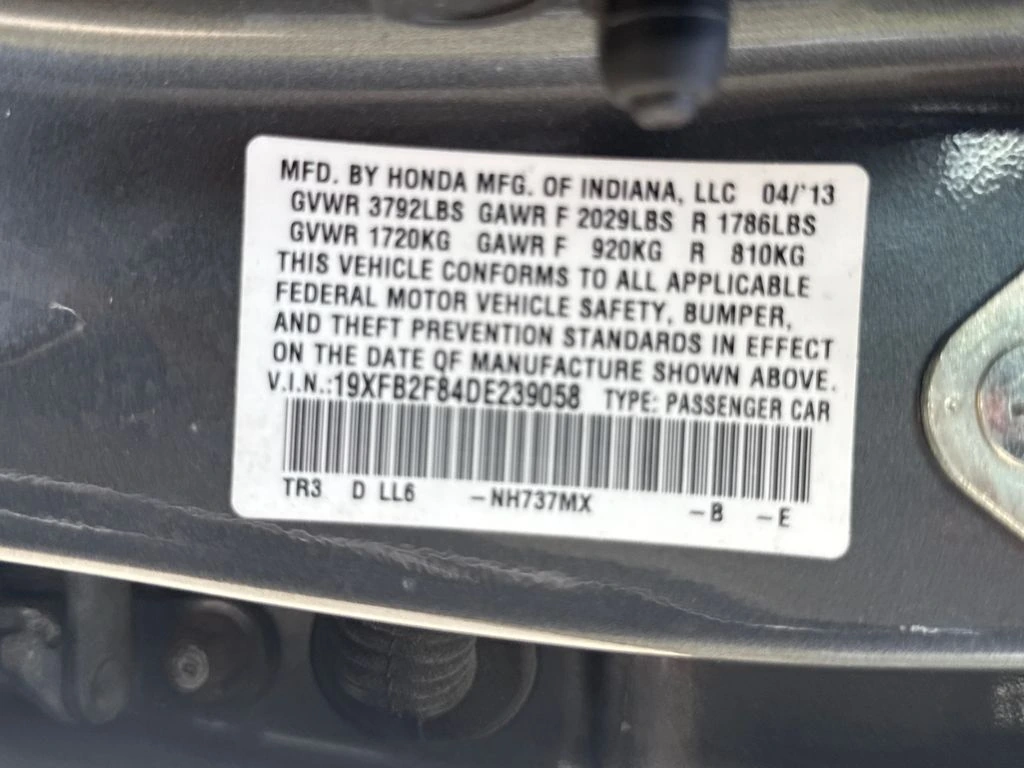 MFD. BY HONDA MFG. OF INDIANA, LLC 04/'13
GVWR 3792LBS GAWR F 2029LBS R 1786LBS
GVWR 1720KG GAWR F 920KG R 810KG
THIS VEHICLE CONFORMS TO ALL APPLICABLE
FEDERAL MOTOR VEHICLE SAFETY, BUMPER,
AND THEFT PREVENTION STANDARDS IN EFFECT
ON THE DATE OF MANUFACTURE SHOWN ABOVE.
V.I.N.:19XFB2F84DE239058 TYPE: PASSENGER CAR
TR3 D LL6 -NH737MX -B -E